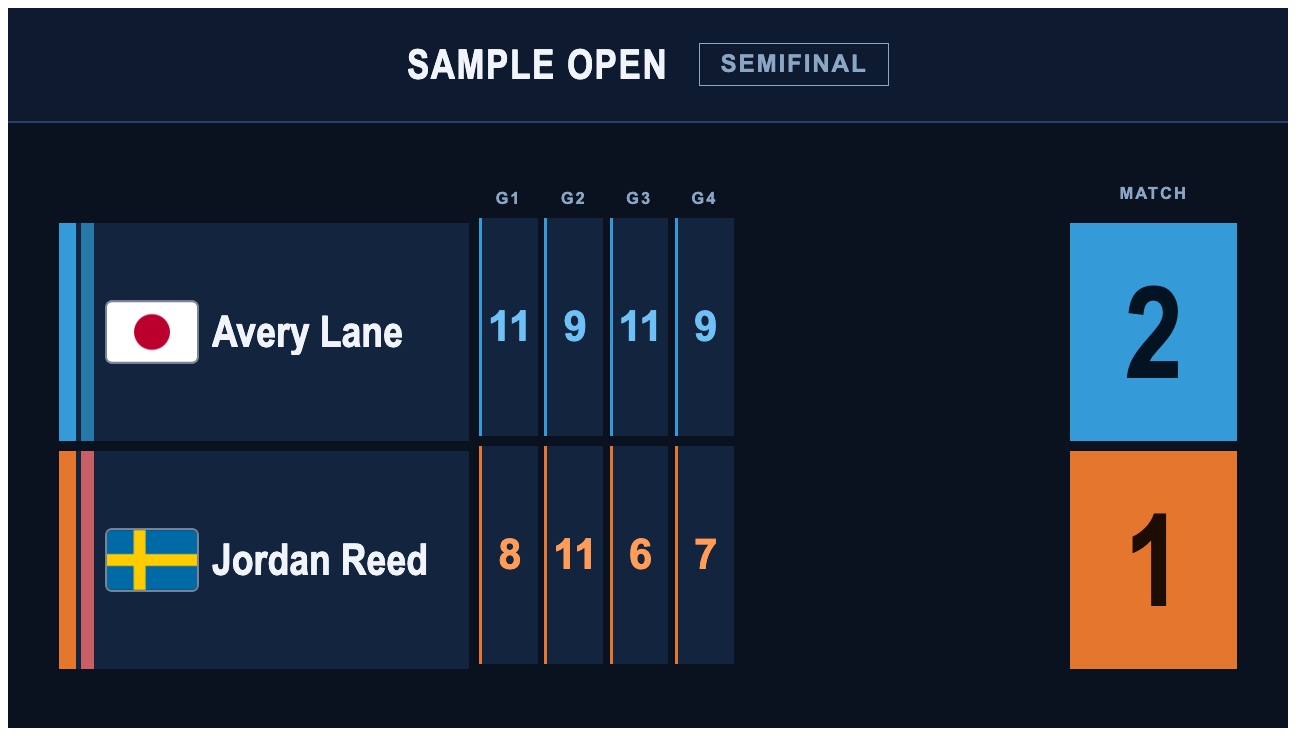 SAMPLE OPEN SEMIFINAL
G1 G2 G3 G4 MATCH
Avery Lane 11 9 11 9 2
Jordan Reed 8 11 6 7 1